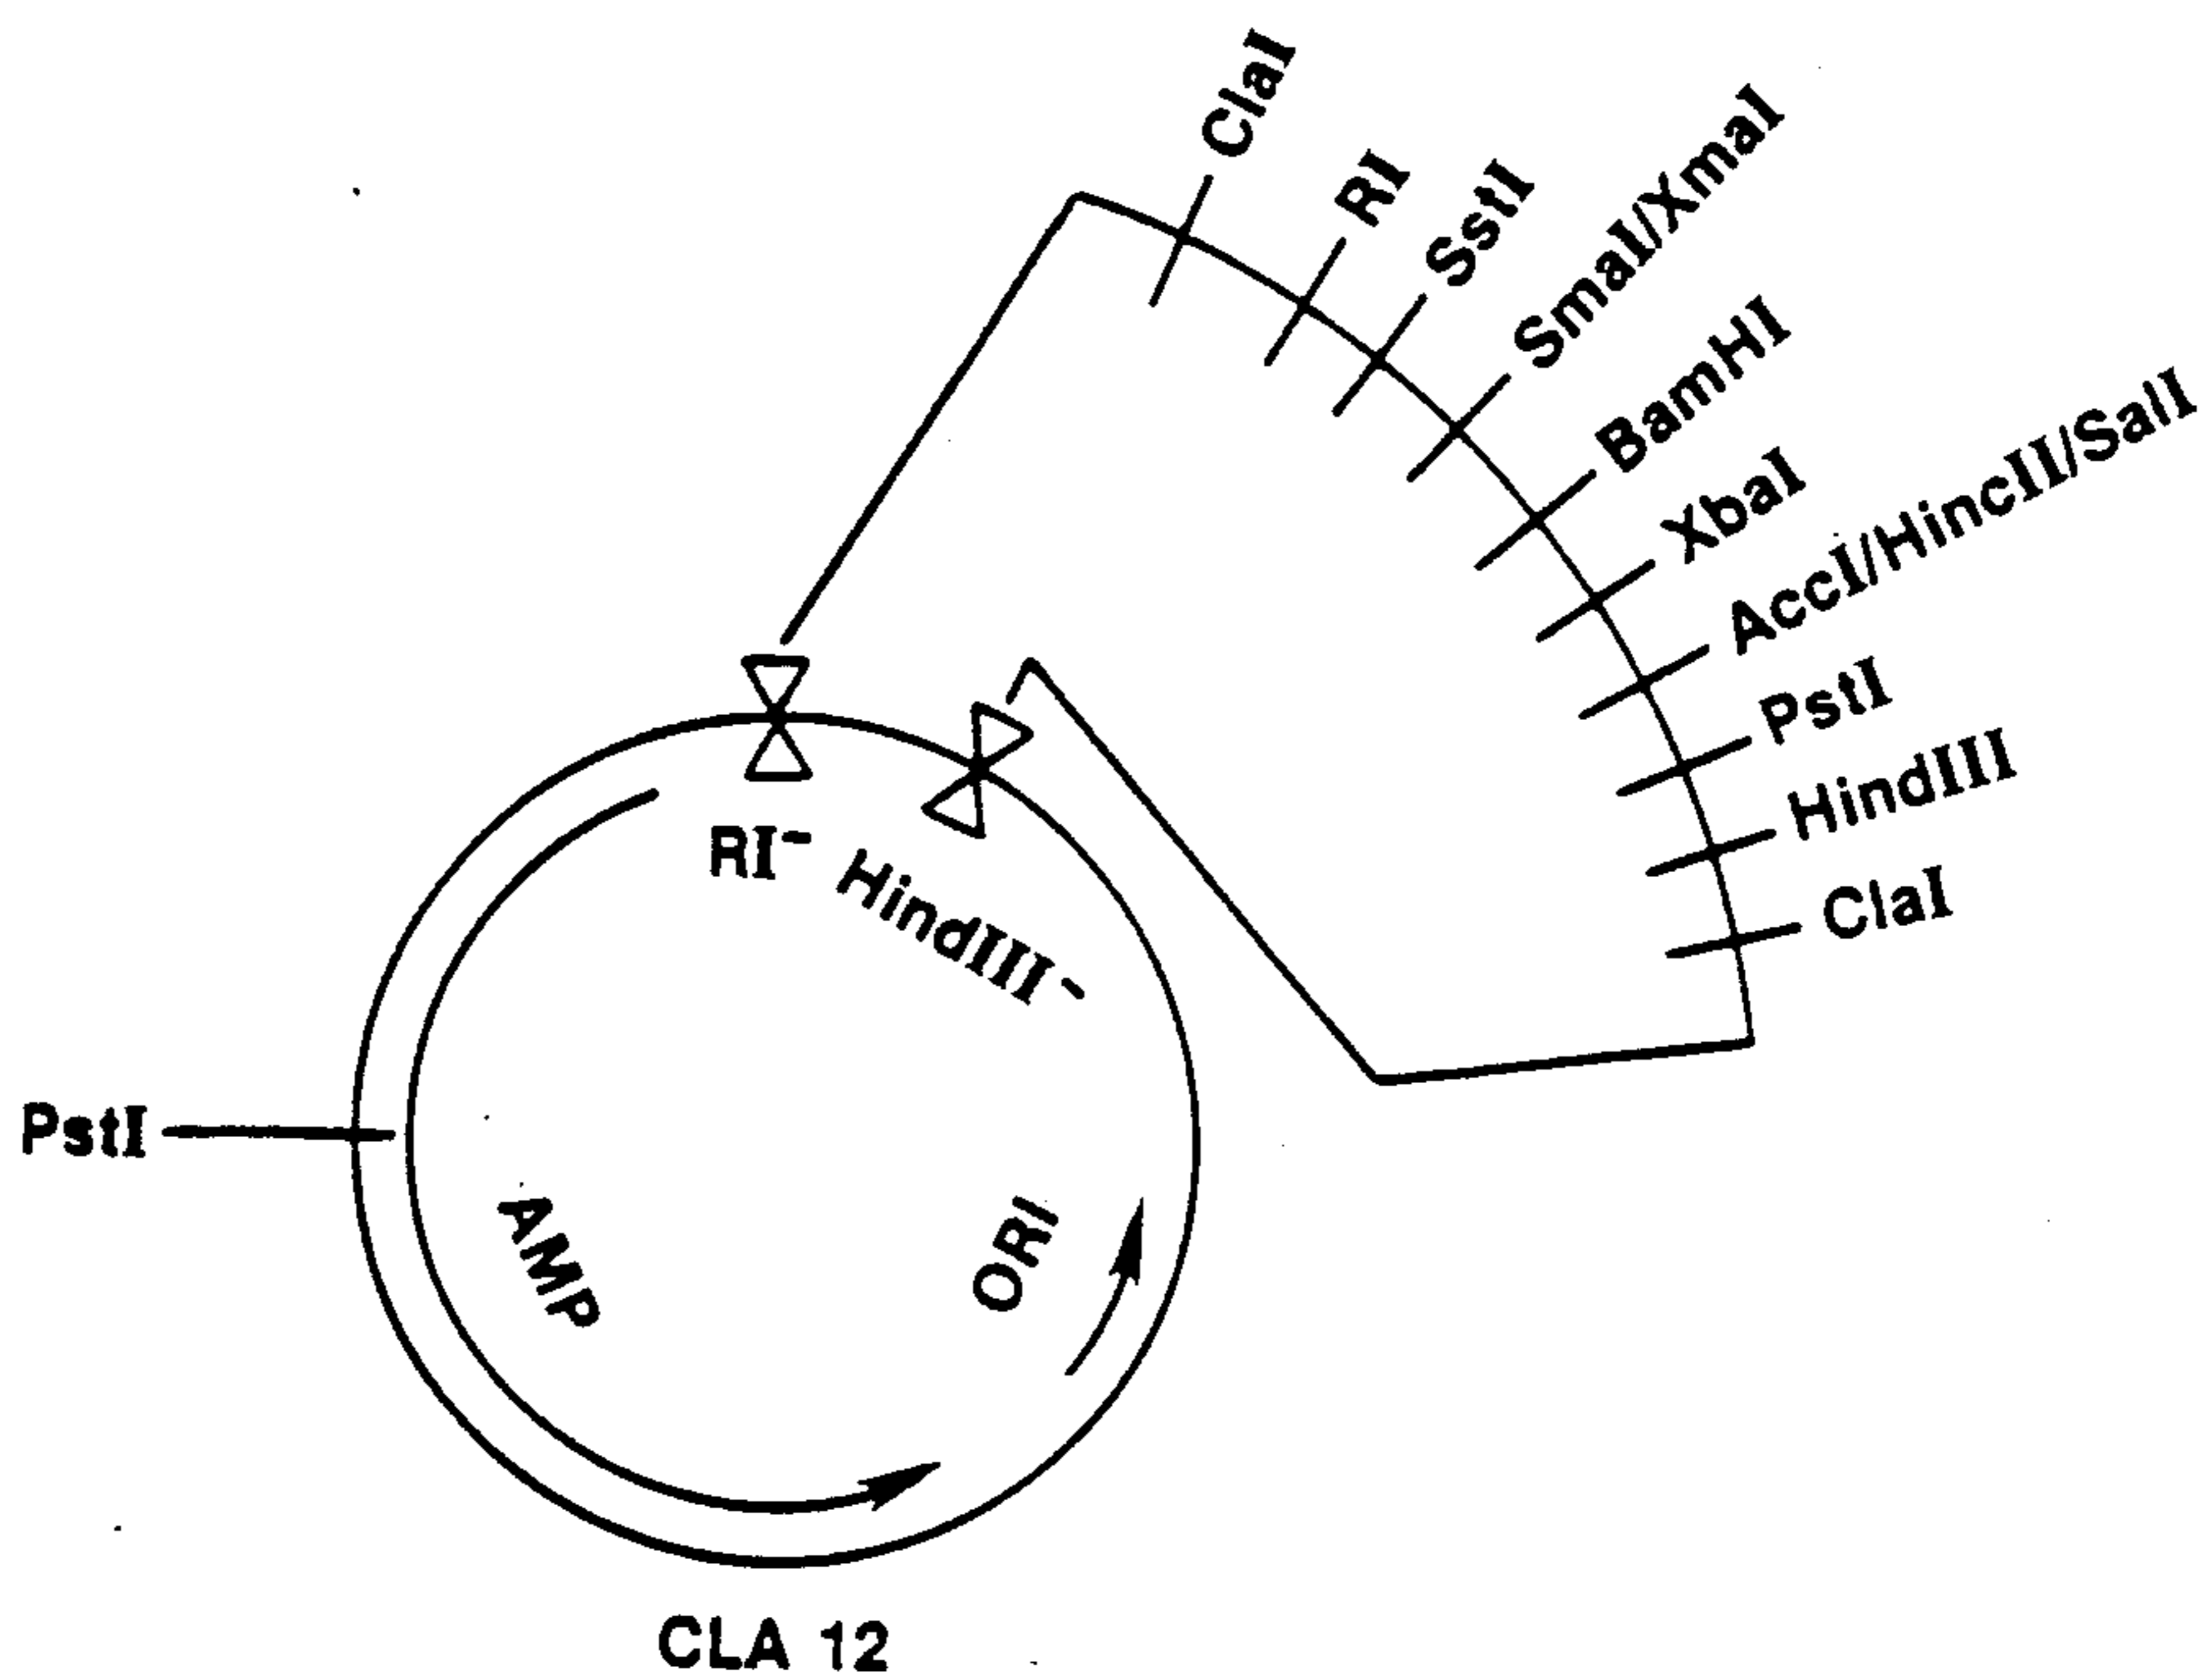 ClaI
RI
SstI
SmaI/XmaI
BamHI
XbaI
AccI/HincII/SalI
PstI
HindIII
ClaI
RI⁻
HindIII⁻
PstI
AMP
ORI
CLA 12